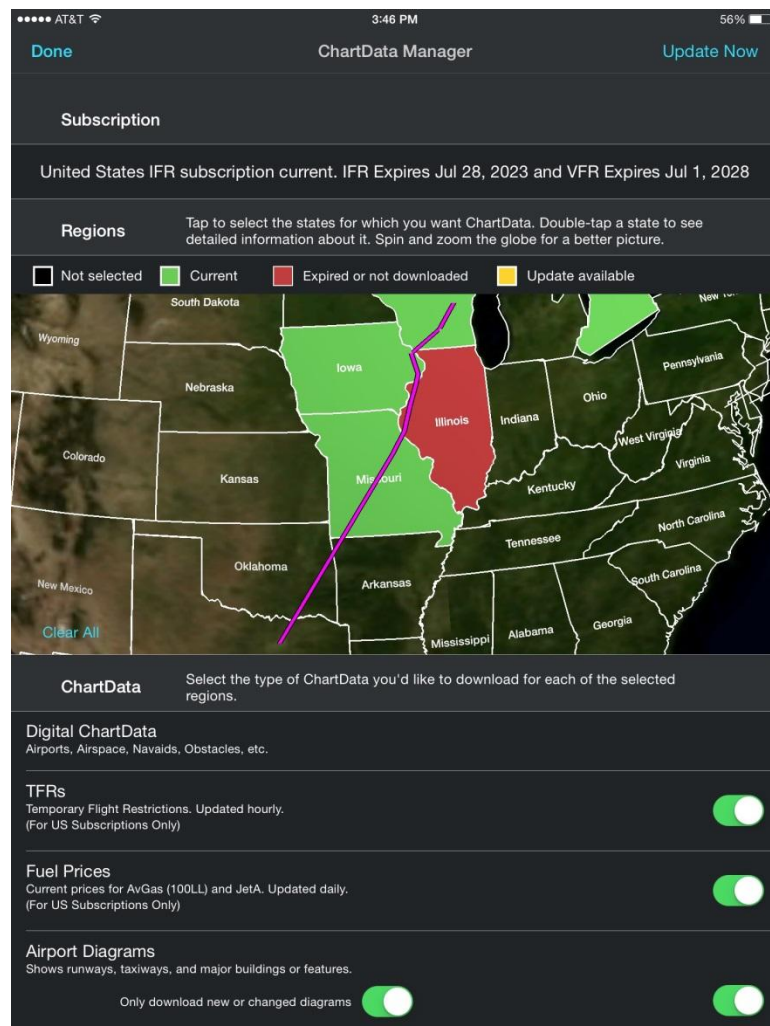 AT&T 3:46 PM 56%
Done ChartData Manager Update Now
Subscription
United States IFR subscription current. IFR Expires Jul 28, 2023 and VFR Expires Jul 1, 2028
Regions
Tap to select the states for which you want ChartData. Double-tap a state to see
detailed information about it. Spin and zoom the globe for a better picture.
Not selected Current Expired or not downloaded Update available
South Dakota
Wyoming
Pennsylvania
Iowa
Nebraska
Ohio
Illinois
Indiana
West Virginia
Colorado
Virginia
Kansas
Missouri
Kentucky
North Carolina
Tennessee
Oklahoma
South Carolina
New Mexico
Arkansas
Georgia
Clear All
Alabama
Mississippi
ChartData
Select the type of ChartData you'd like to download for each of the selected
regions.
Digital ChartData
Airports, Airspace, Navaids, Obstacles, etc.
TFRs
Temporary Flight Restrictions. Updated hourly.
(For US Subscriptions Only)
Fuel Prices
Current prices for AvGas (100LL) and JetA. Updated daily.
(For US Subscriptions Only)
Airport Diagrams
Shows runways, taxiways, and major buildings or features.
Only download new or changed diagrams